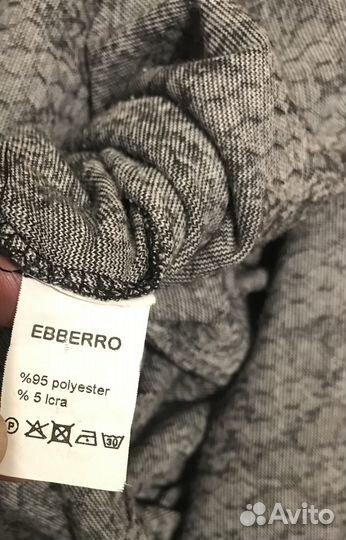 EBBERRO
%95 polyester
% 5 lcra
P 30
Avito